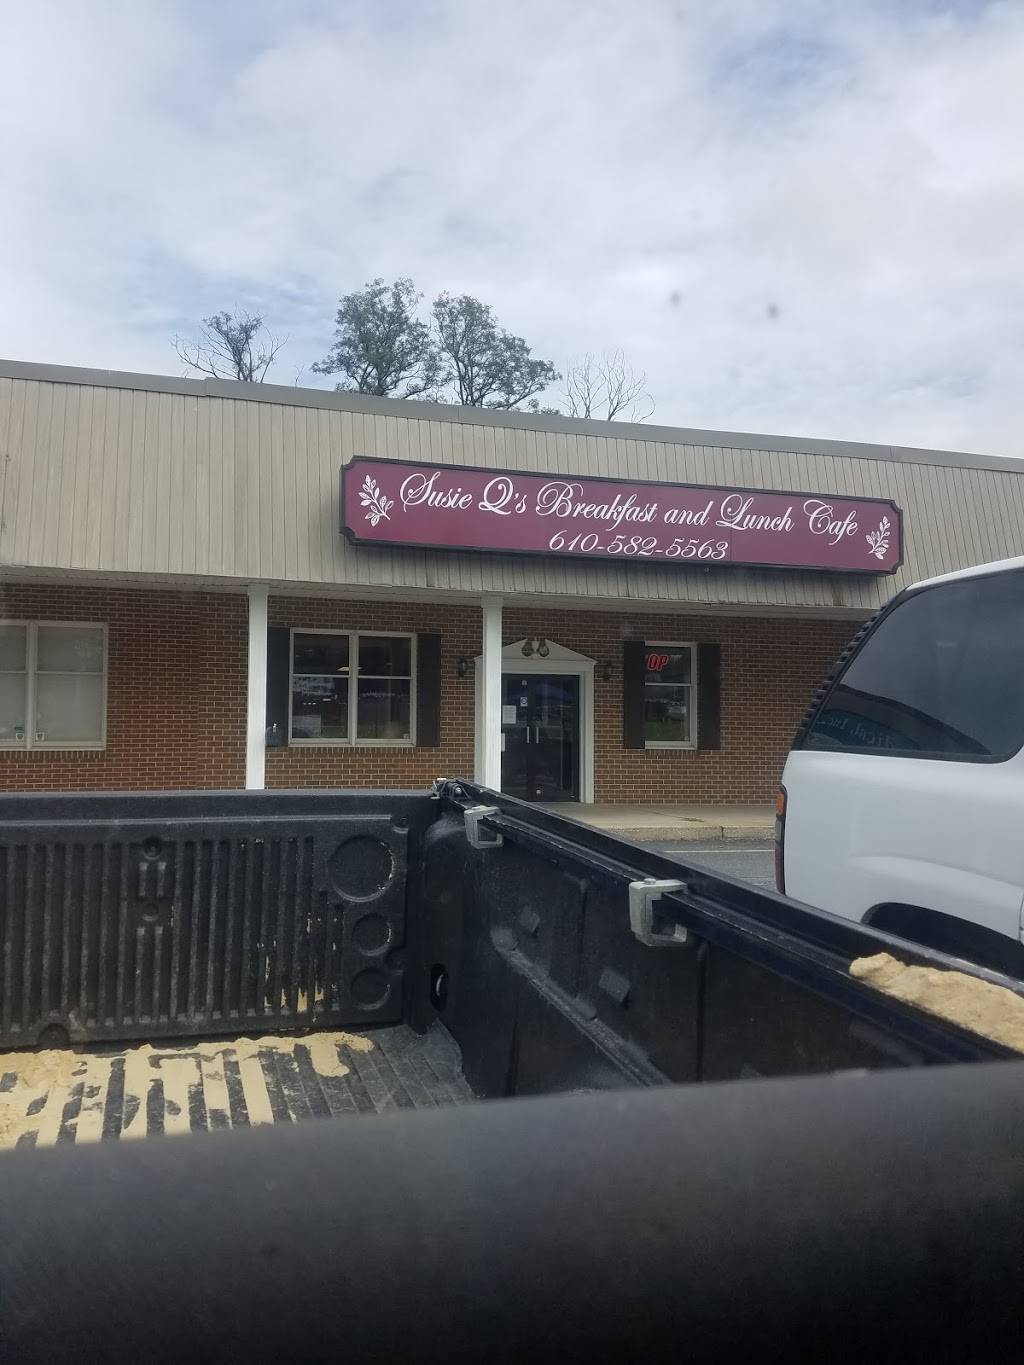 Susie Q's Breakfast and Lunch Cafe
610-582-5563